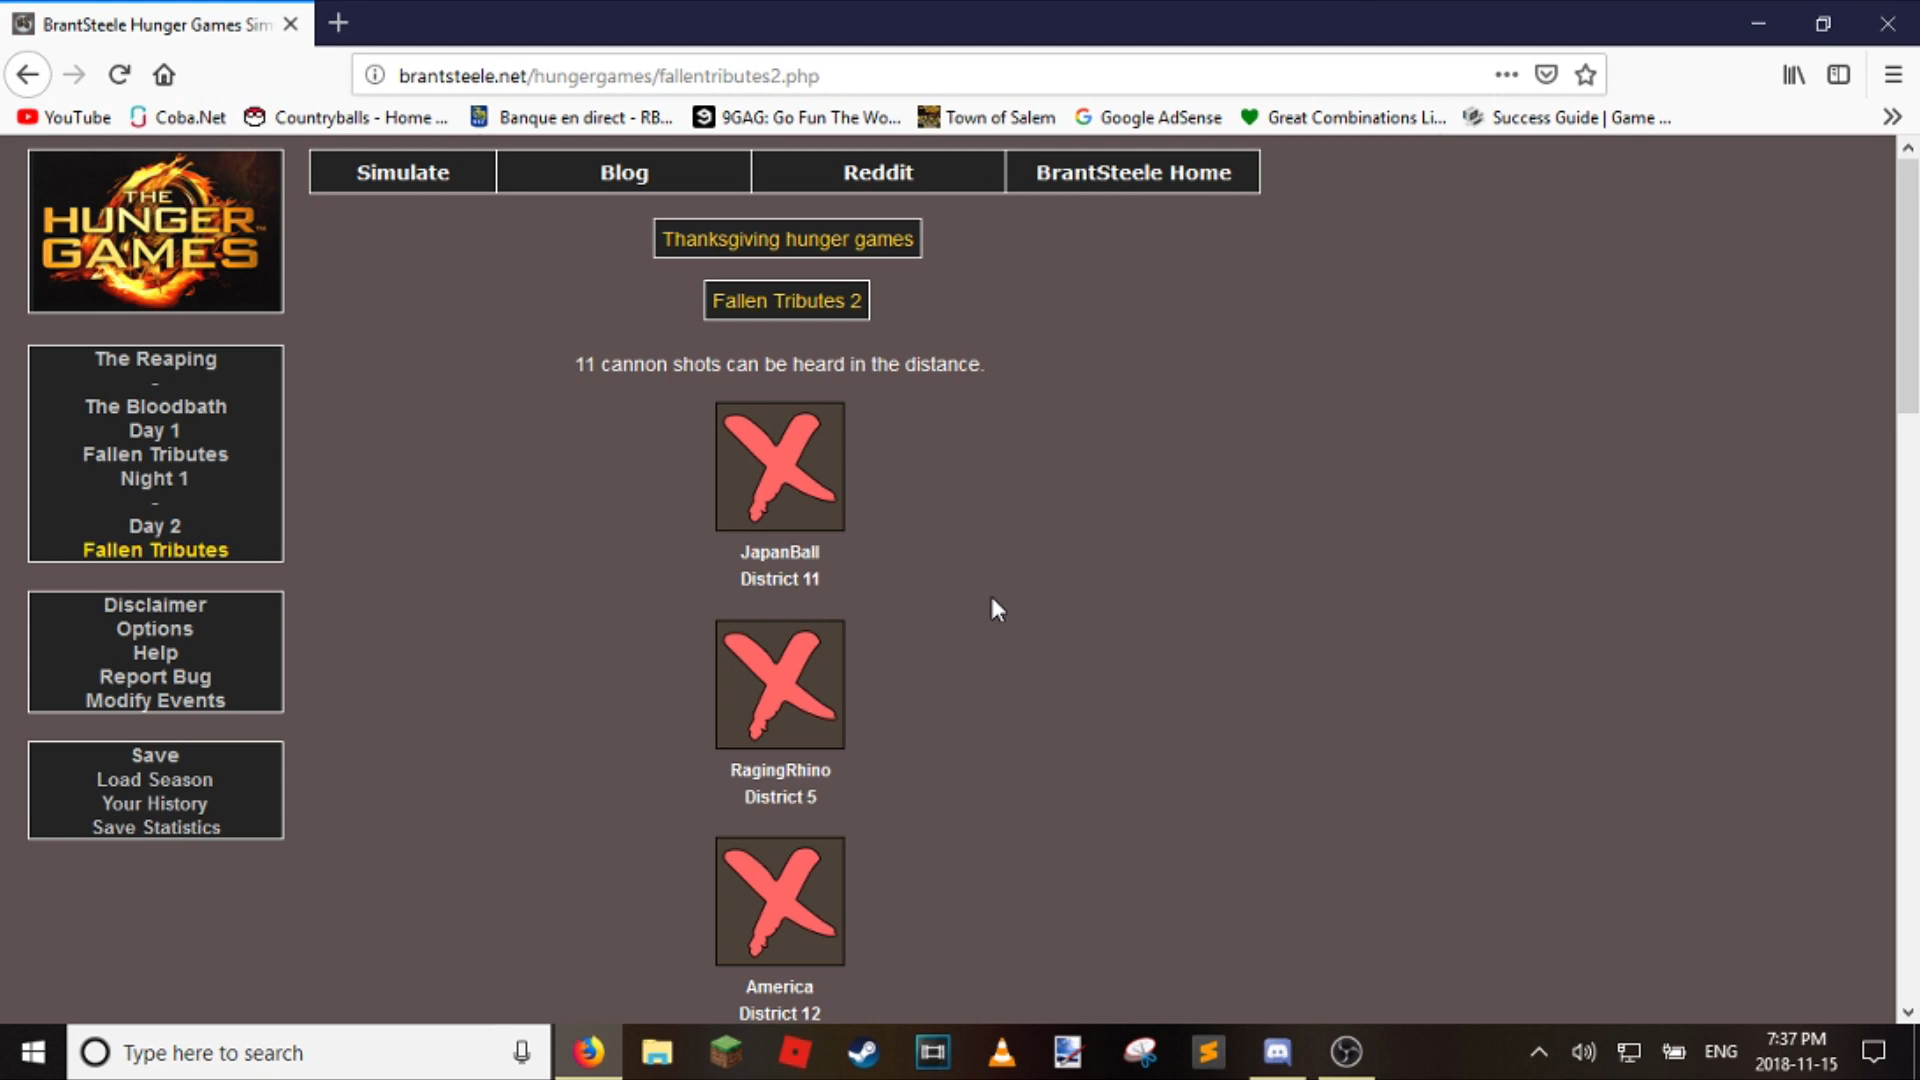 BrantSteele Hunger Games Sim
brantsteele.net/hungergames/fallentributes2.php
YouTube
Coba.Net
Countryballs - Home ...
Banque en direct - RB...
9GAG: Go Fun The Wo...
Town of Salem
Google AdSense
Great Combinations Li...
Success Guide | Game ...
THE
HUNGER
GAMES
Simulate
Blog
Reddit
BrantSteele Home
Thanksgiving hunger games
Fallen Tributes 2
11 cannon shots can be heard in the distance.
The Reaping
-
The Bloodbath
Day 1
Fallen Tributes
Night 1
-
Day 2
Fallen Tributes
Disclaimer
Options
Help
Report Bug
Modify Events
Save
Load Season
Your History
Save Statistics
JapanBall
District 11
RagingRhino
District 5
America
District 12
Type here to search
ENG
7:37 PM
2018-11-15